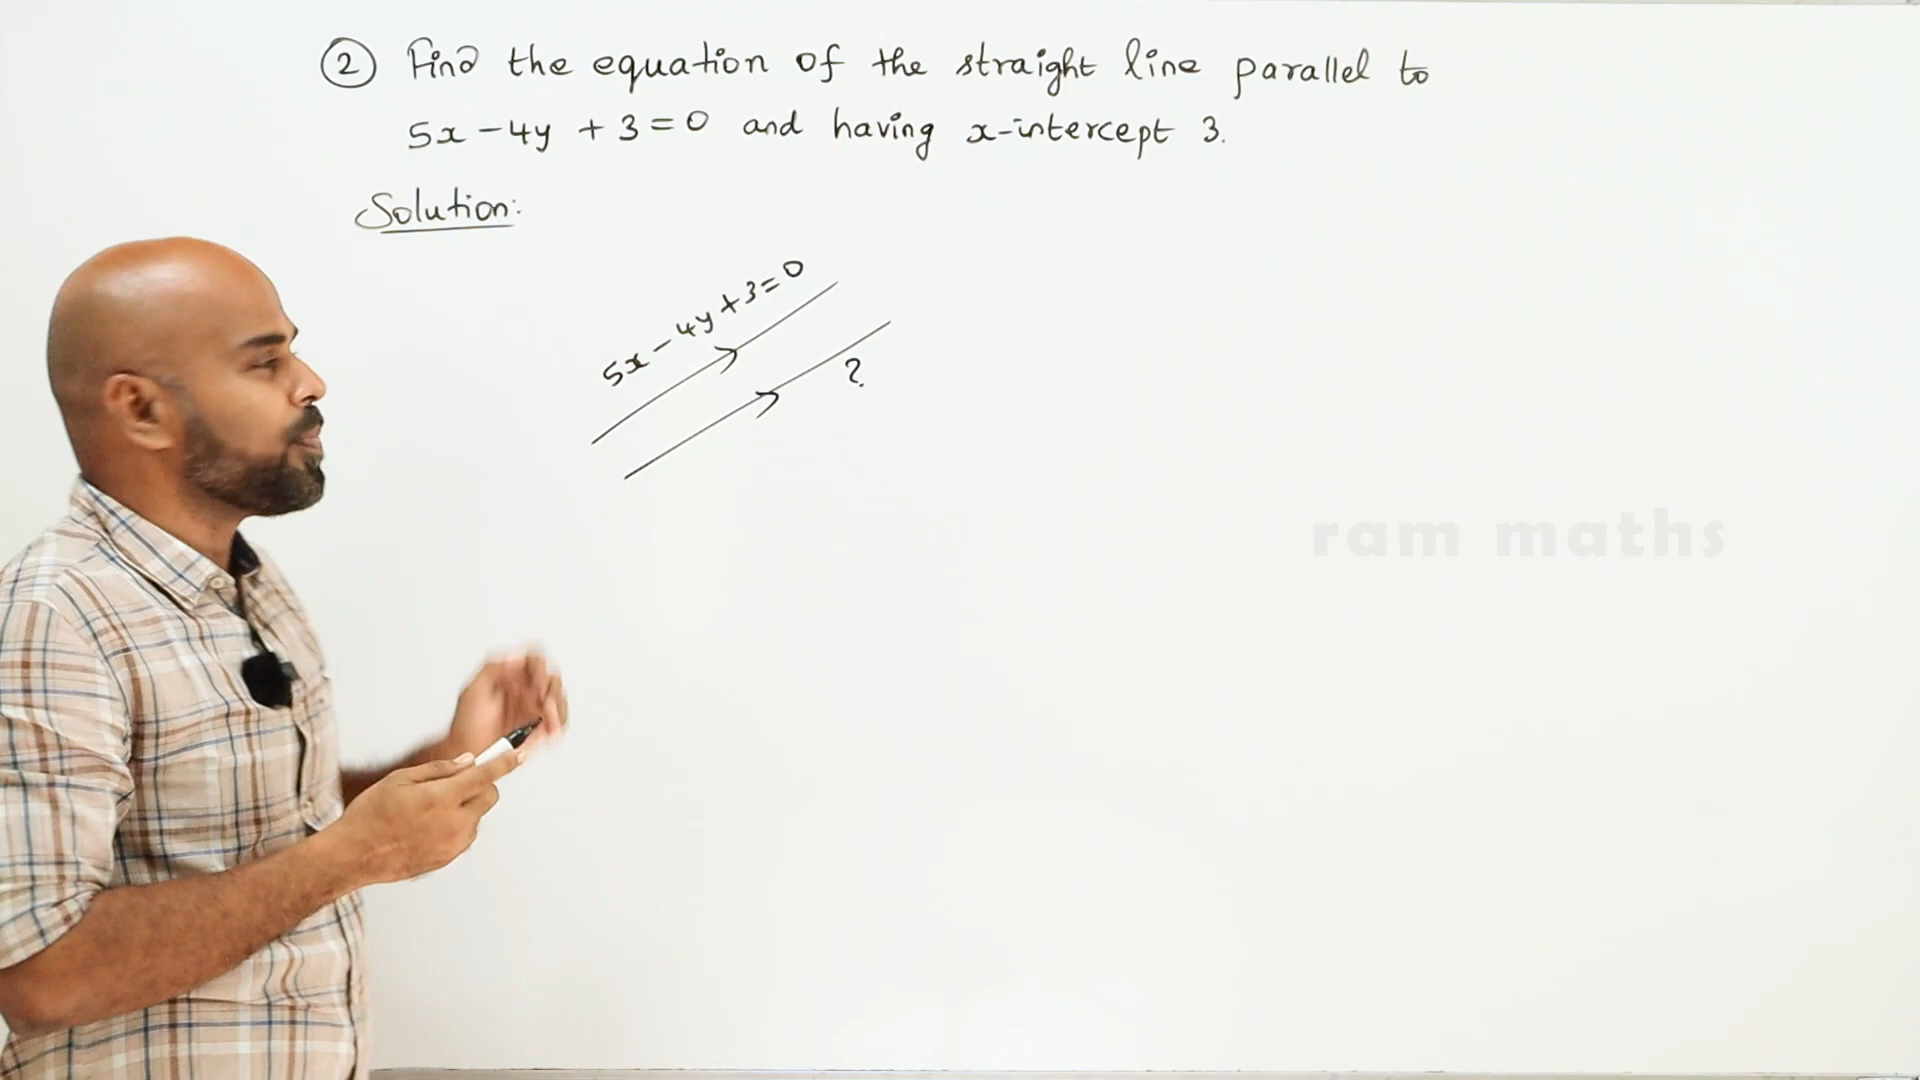 ② Find the equation of the straight line parallel to
5x - 4y + 3 = 0 and having x-intercept 3.
Solution:
5x - 4y + 3 = 0
?
ram maths